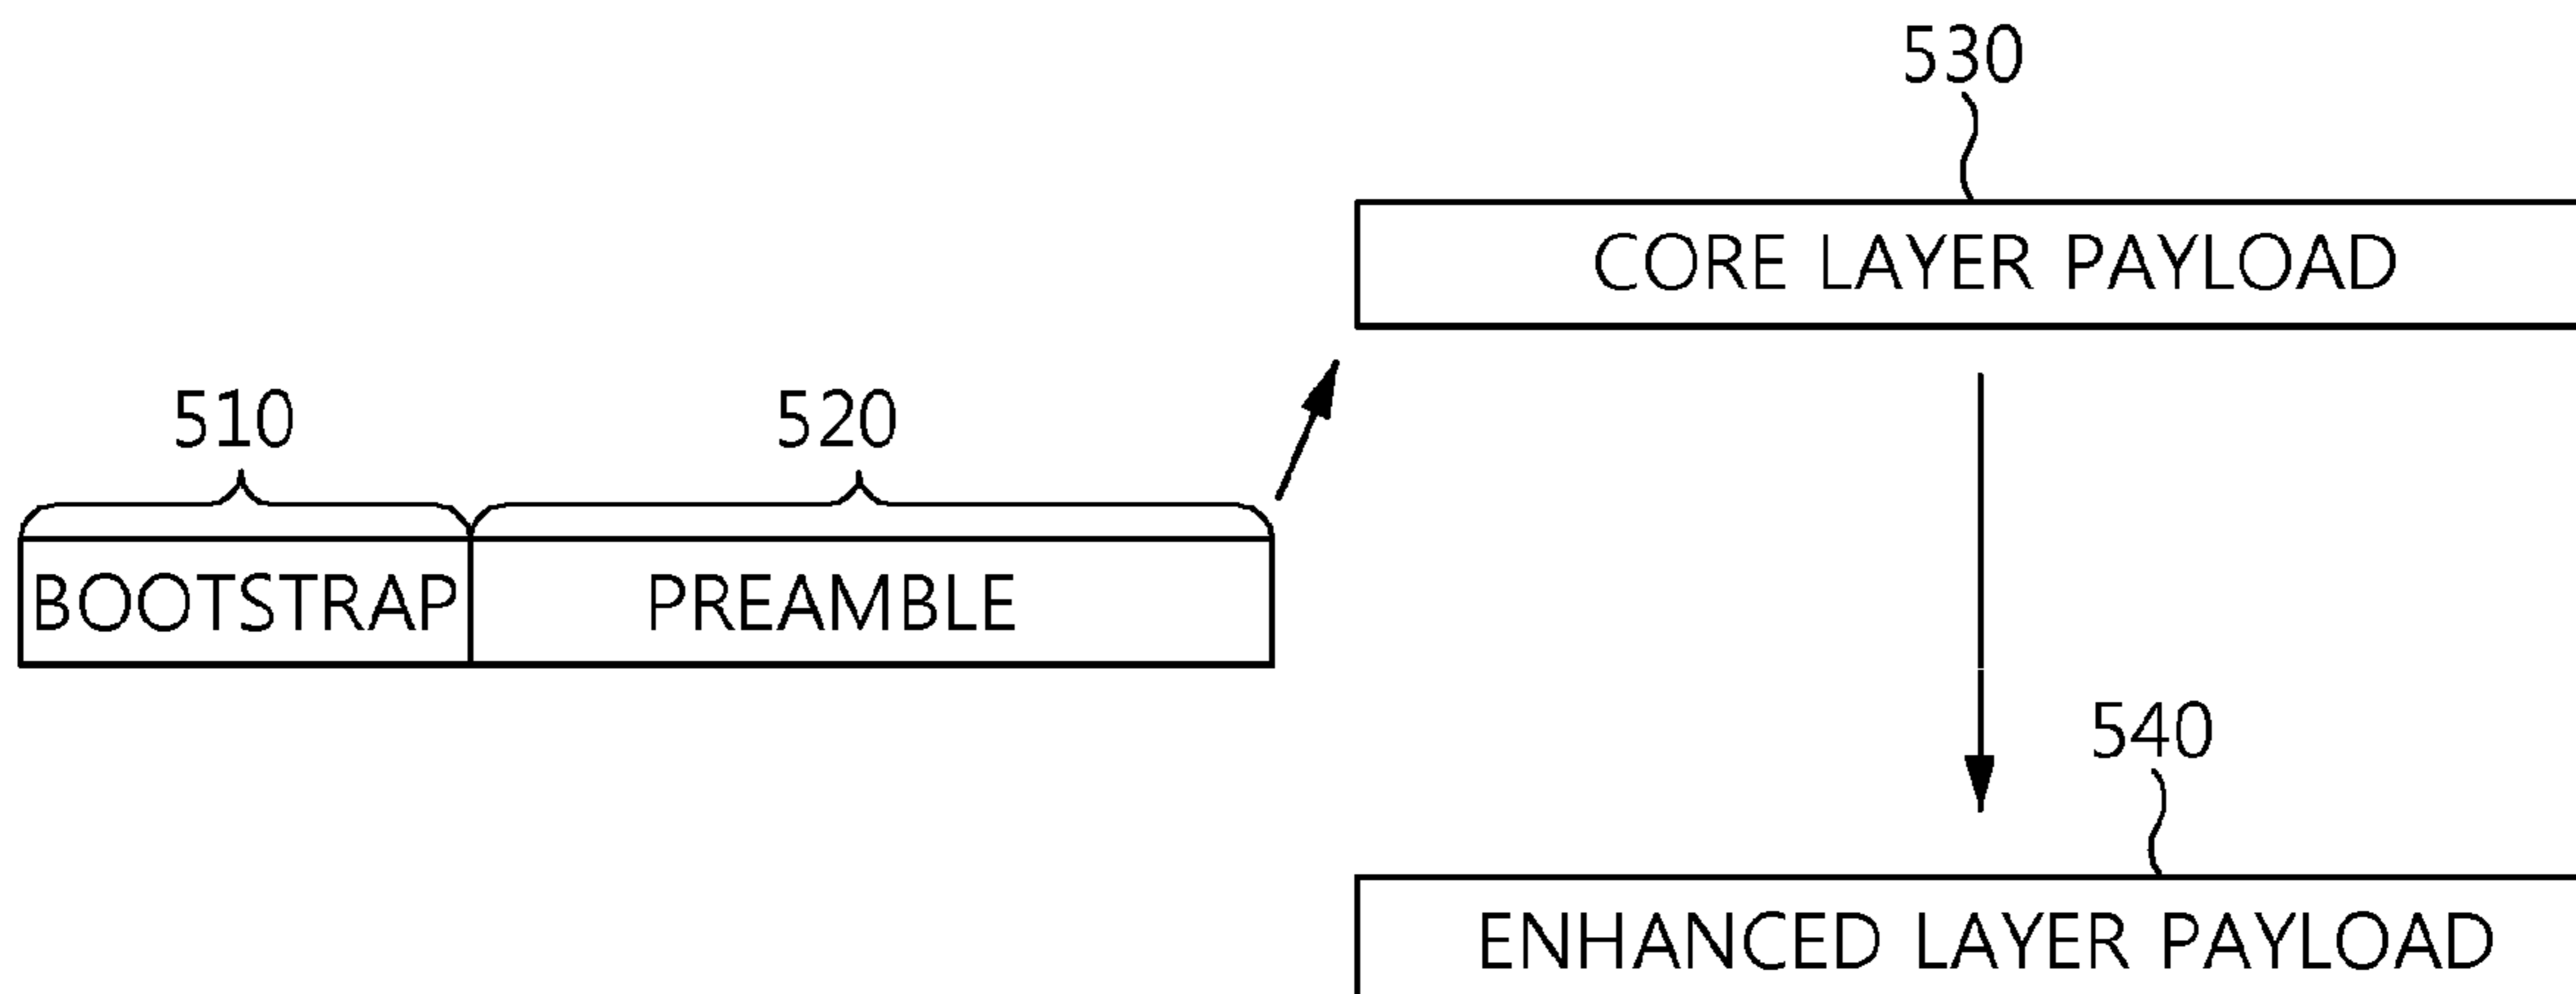 530
CORE LAYER PAYLOAD
510
520
BOOTSTRAP
PREAMBLE
540
ENHANCED LAYER PAYLOAD